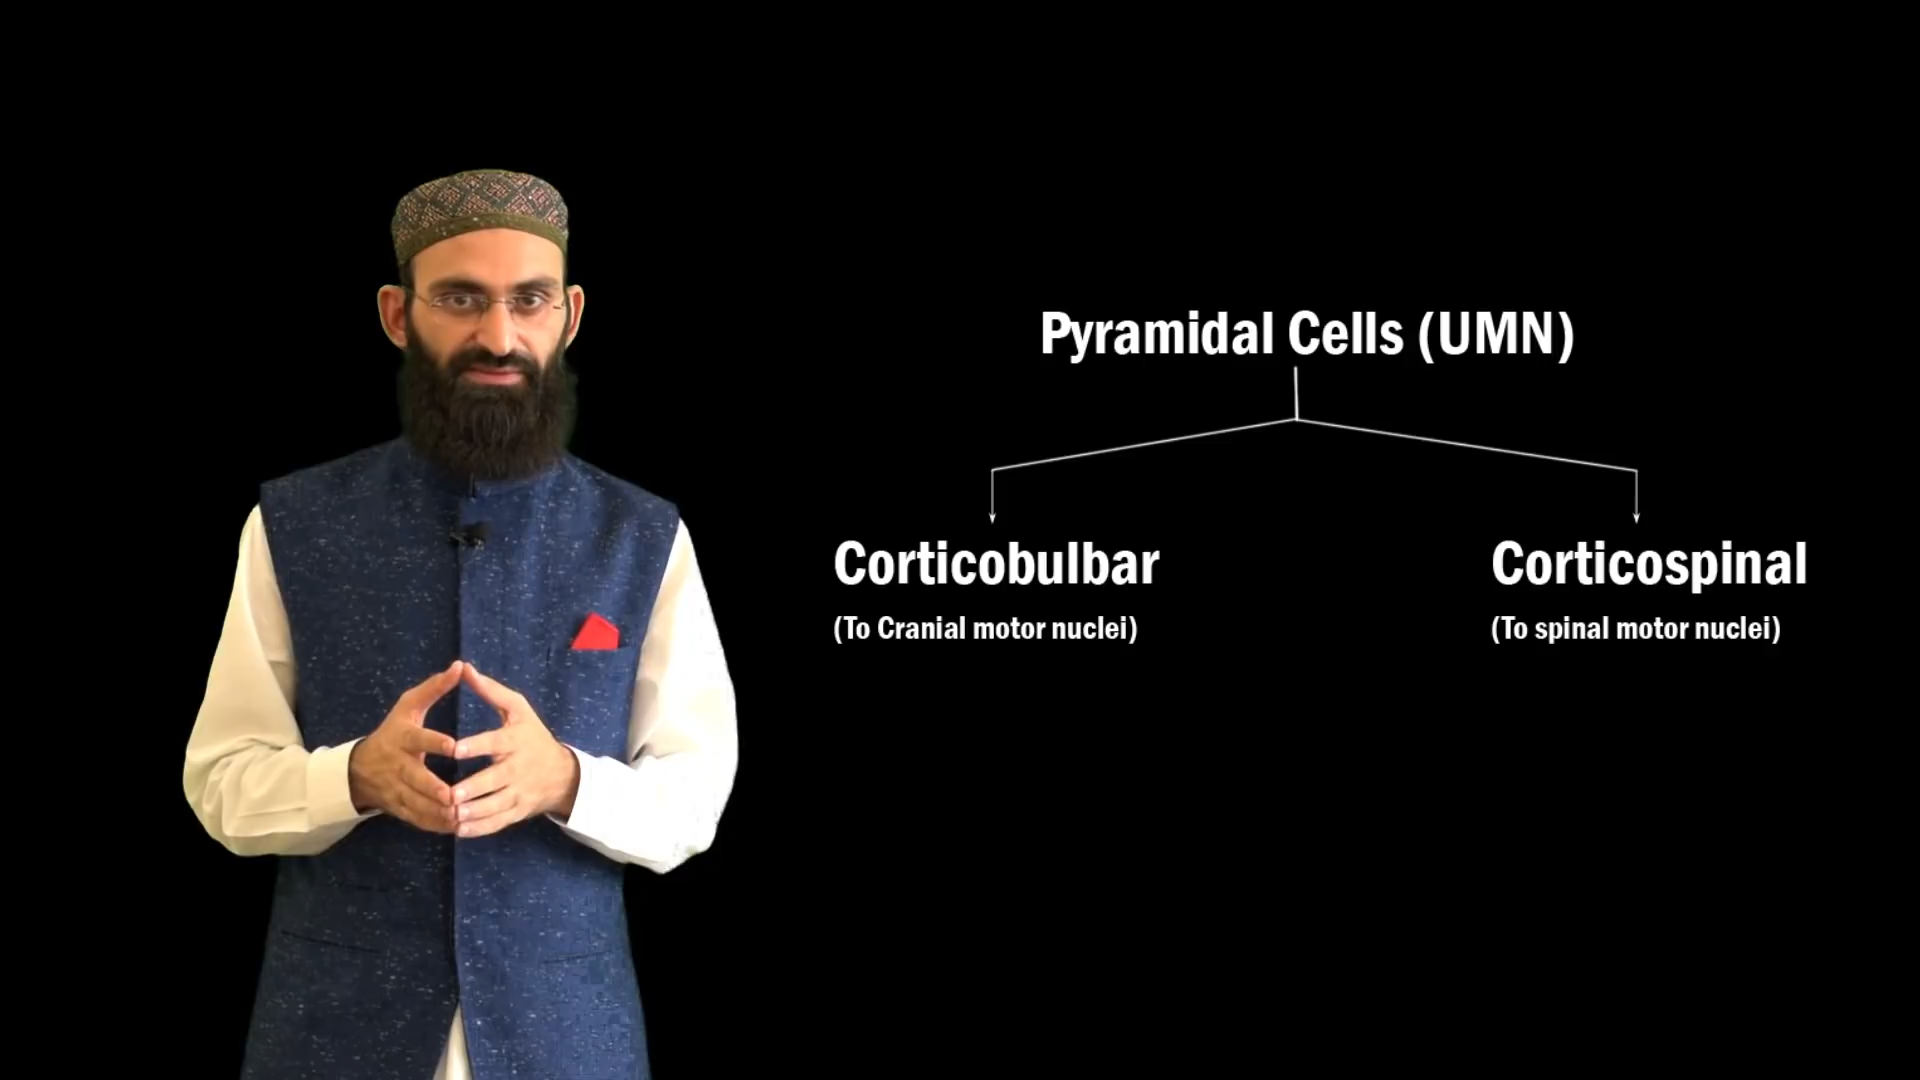 Pyramidal Cells (UMN)
Corticobulbar
(To Cranial motor nuclei)
Corticospinal
(To spinal motor nuclei)